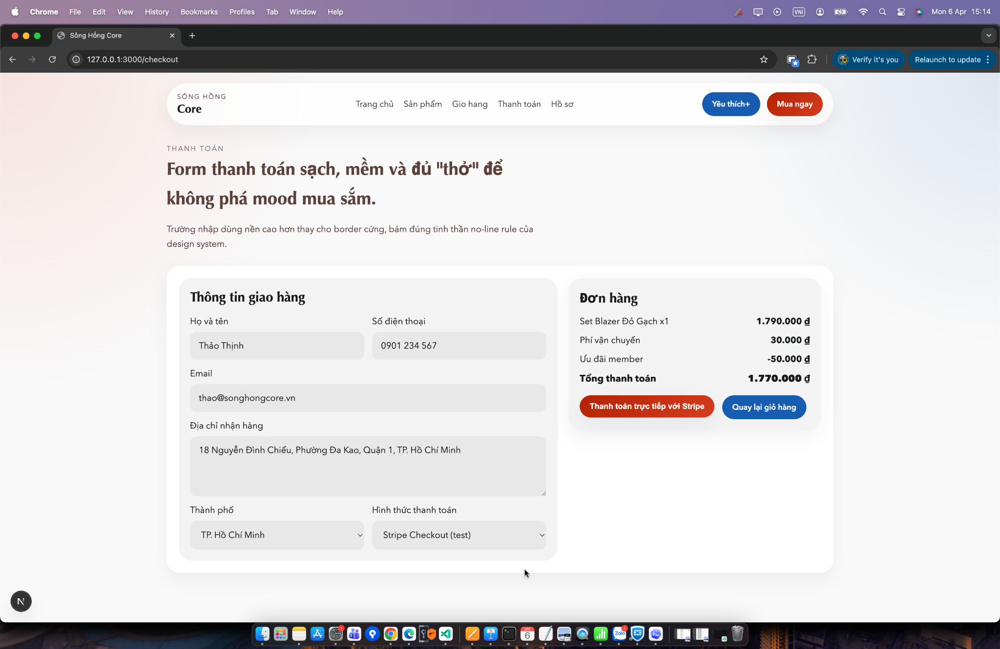 Chrome File Edit View History Bookmarks Profiles Tab Window Help VNI Mon 6 Apr 15:14
Sông Hồng Core
127.0.0.1:3000/checkout Verify it's you Relaunch to update
SÔNG HỒNG
Core
Trang chủ Sản phẩm Gio hang Thanh toán Hồ sơ
Yêu thích+ Mua ngay
THANH TOÁN
Form thanh toán sạch, mềm và đủ "thở" để
không phá mood mua sắm.
Trường nhập dùng nền cao hơn thay cho border cứng, bám đúng tinh thần no-line rule của
design system.
Thông tin giao hàng
Họ và tên Số điện thoại
Thảo Thịnh 0901 234 567
Email
thao@songhongcore.vn
Địa chỉ nhận hàng
18 Nguyễn Đình Chiểu, Phường Đa Kao, Quận 1, TP. Hồ Chí Minh
Thành phố Hình thức thanh toán
TP. Hồ Chí Minh Stripe Checkout (test)
Đơn hàng
Set Blazer Đỏ Gạch x1 1.790.000 ₫
Phí vận chuyển 30.000 ₫
Ưu đãi member -50.000 ₫
Tổng thanh toán 1.770.000 ₫
Thanh toán trực tiếp với Stripe Quay lại giỏ hàng
N
1 APR 6 Zalo 1